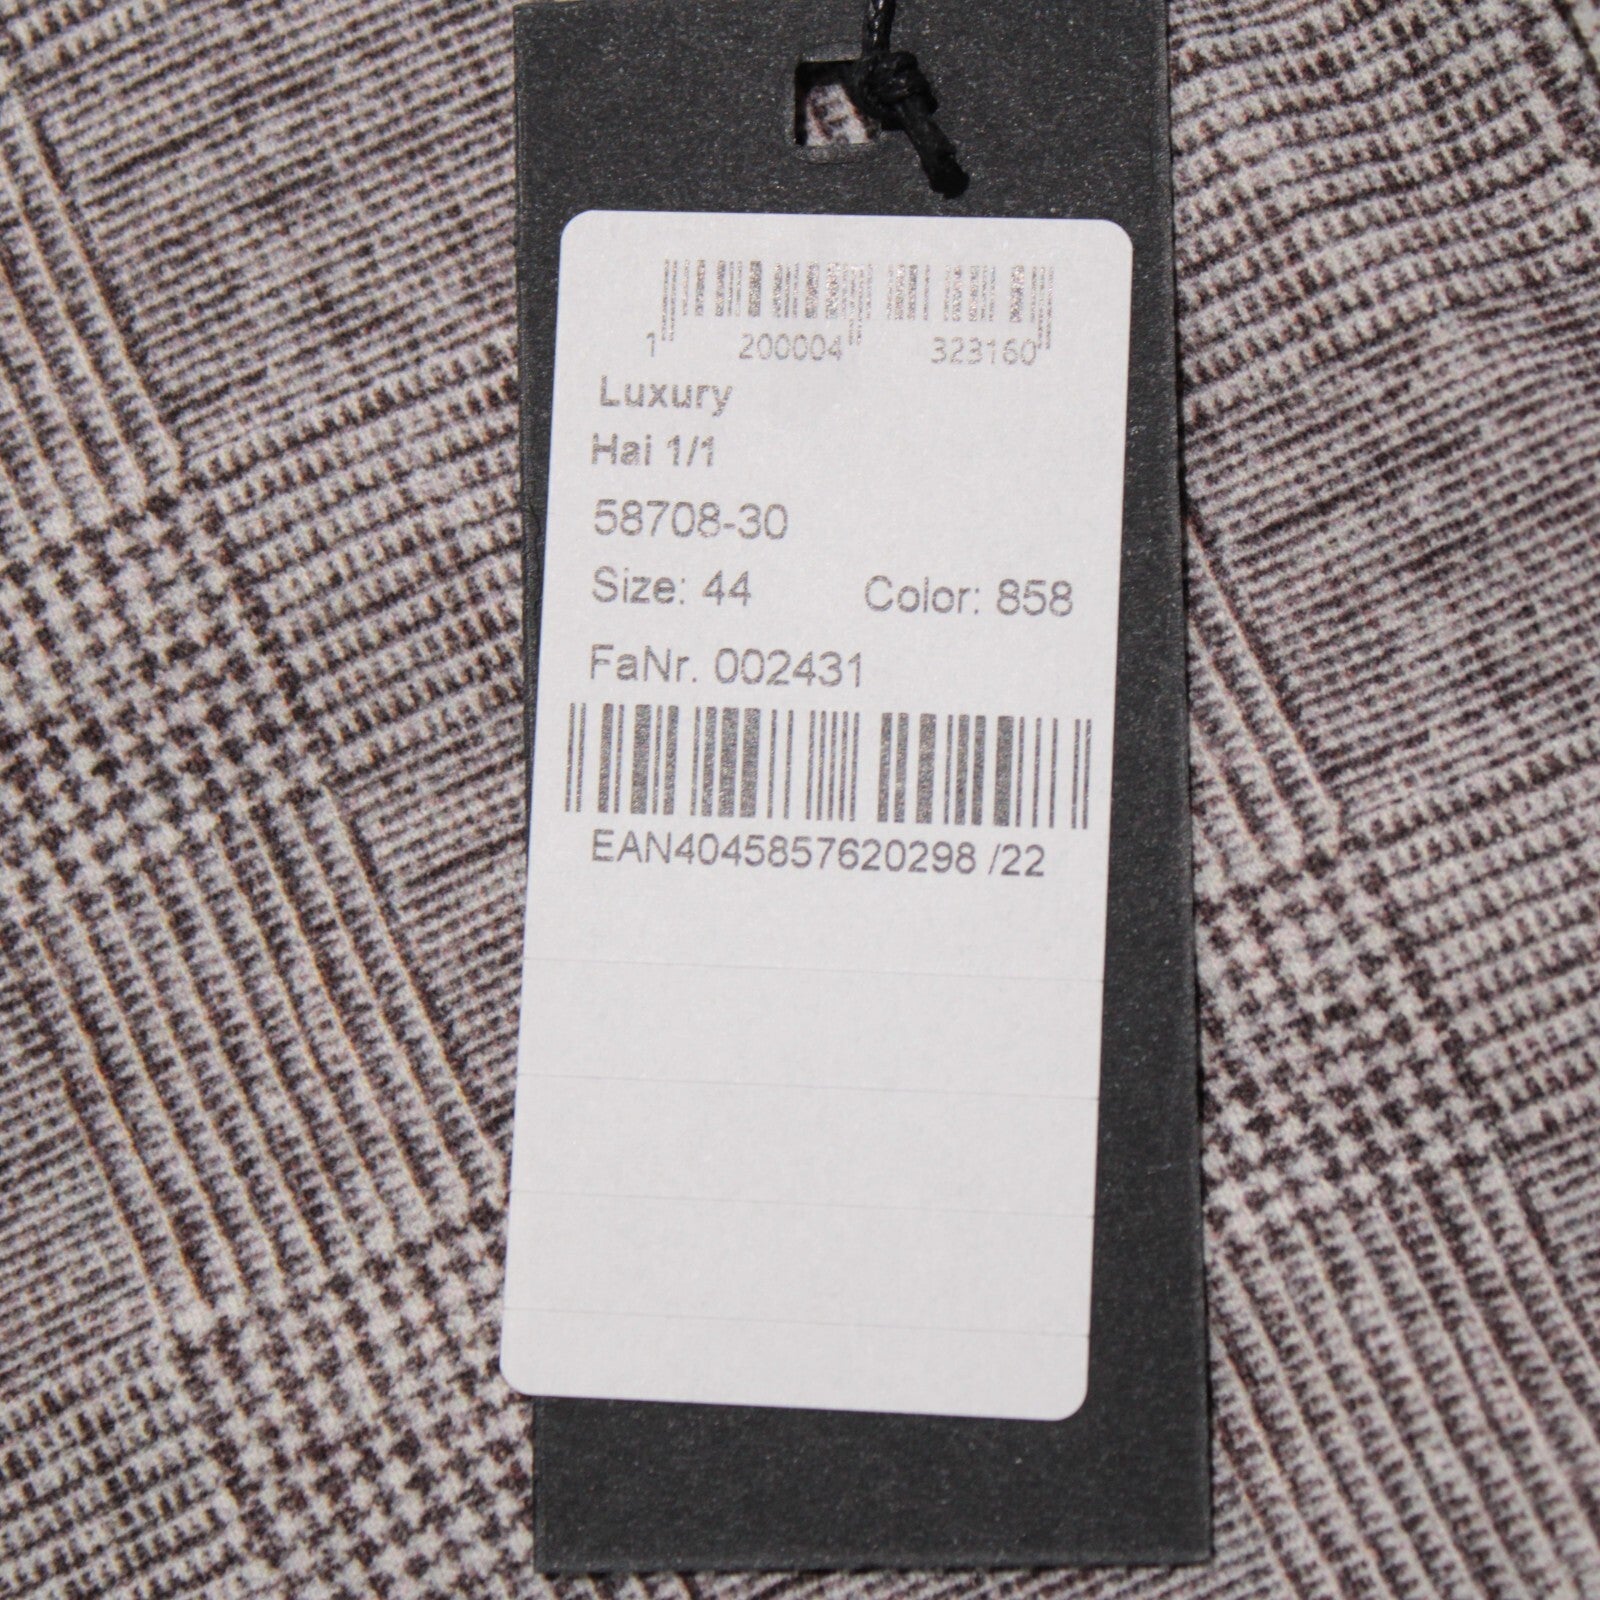 1 200004 323160
Luxury
Hai 1/1
58708-30
Size: 44 Color: 858
FaNr. 002431
EAN4045857620298 /22